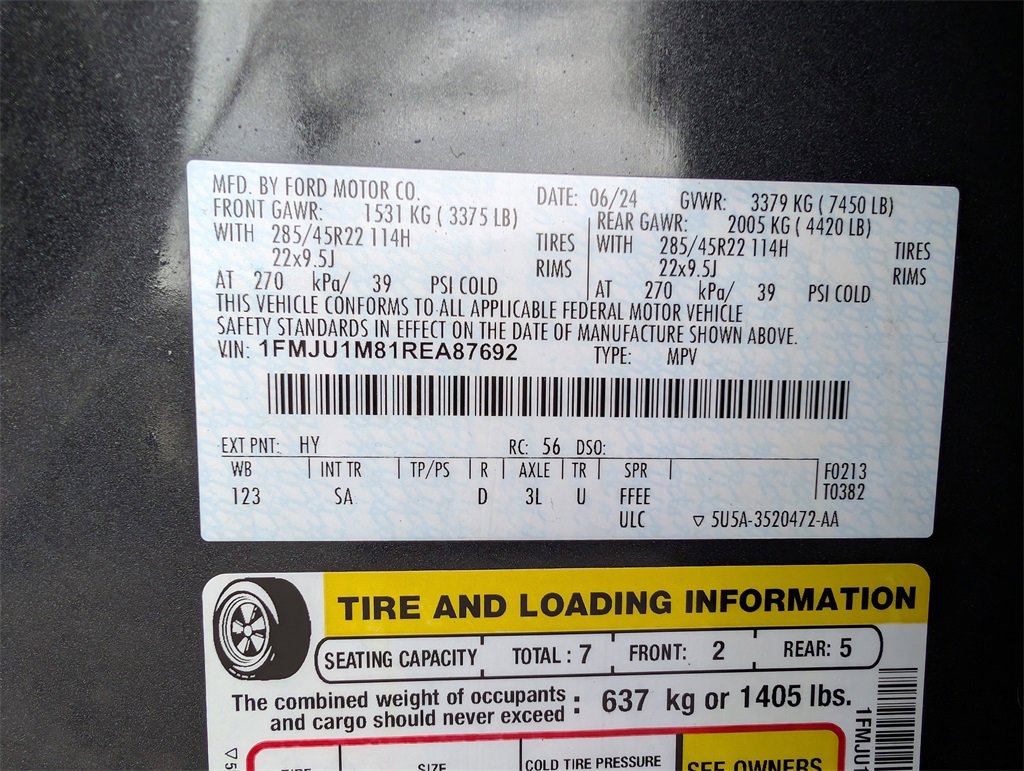 MFD. BY FORD MOTOR CO. DATE: 06/24 GVWR: 3379 KG ( 7450 LB)
FRONT GAWR: 1531 KG ( 3375 LB) REAR GAWR: 2005 KG ( 4420 LB)
WITH 285/45R22 114H TIRES WITH 285/45R22 114H TIRES
22x9.5J RIMS 22x9.5J RIMS
AT 270 kPa/ 39 PSI COLD AT 270 kPa/ 39 PSI COLD
THIS VEHICLE CONFORMS TO ALL APPLICABLE FEDERAL MOTOR VEHICLE
SAFETY STANDARDS IN EFFECT ON THE DATE OF MANUFACTURE SHOWN ABOVE.
VIN: 1FMJU1M81REA87692 TYPE: MPV
EXT PNT: HY RC: 56 DSO:
WB INT TR TP/PS R AXLE TR SPR F0213
123 SA D 3L U FFEE T0382
ULC 5U5A-3520472-AA
TIRE AND LOADING INFORMATION
SEATING CAPACITY TOTAL : 7 FRONT: 2 REAR: 5
The combined weight of occupants
and cargo should never exceed : 637 kg or 1405 lbs.
1FMJU1
5
SIZE COLD TIRE PRESSURE SEE OWNERS